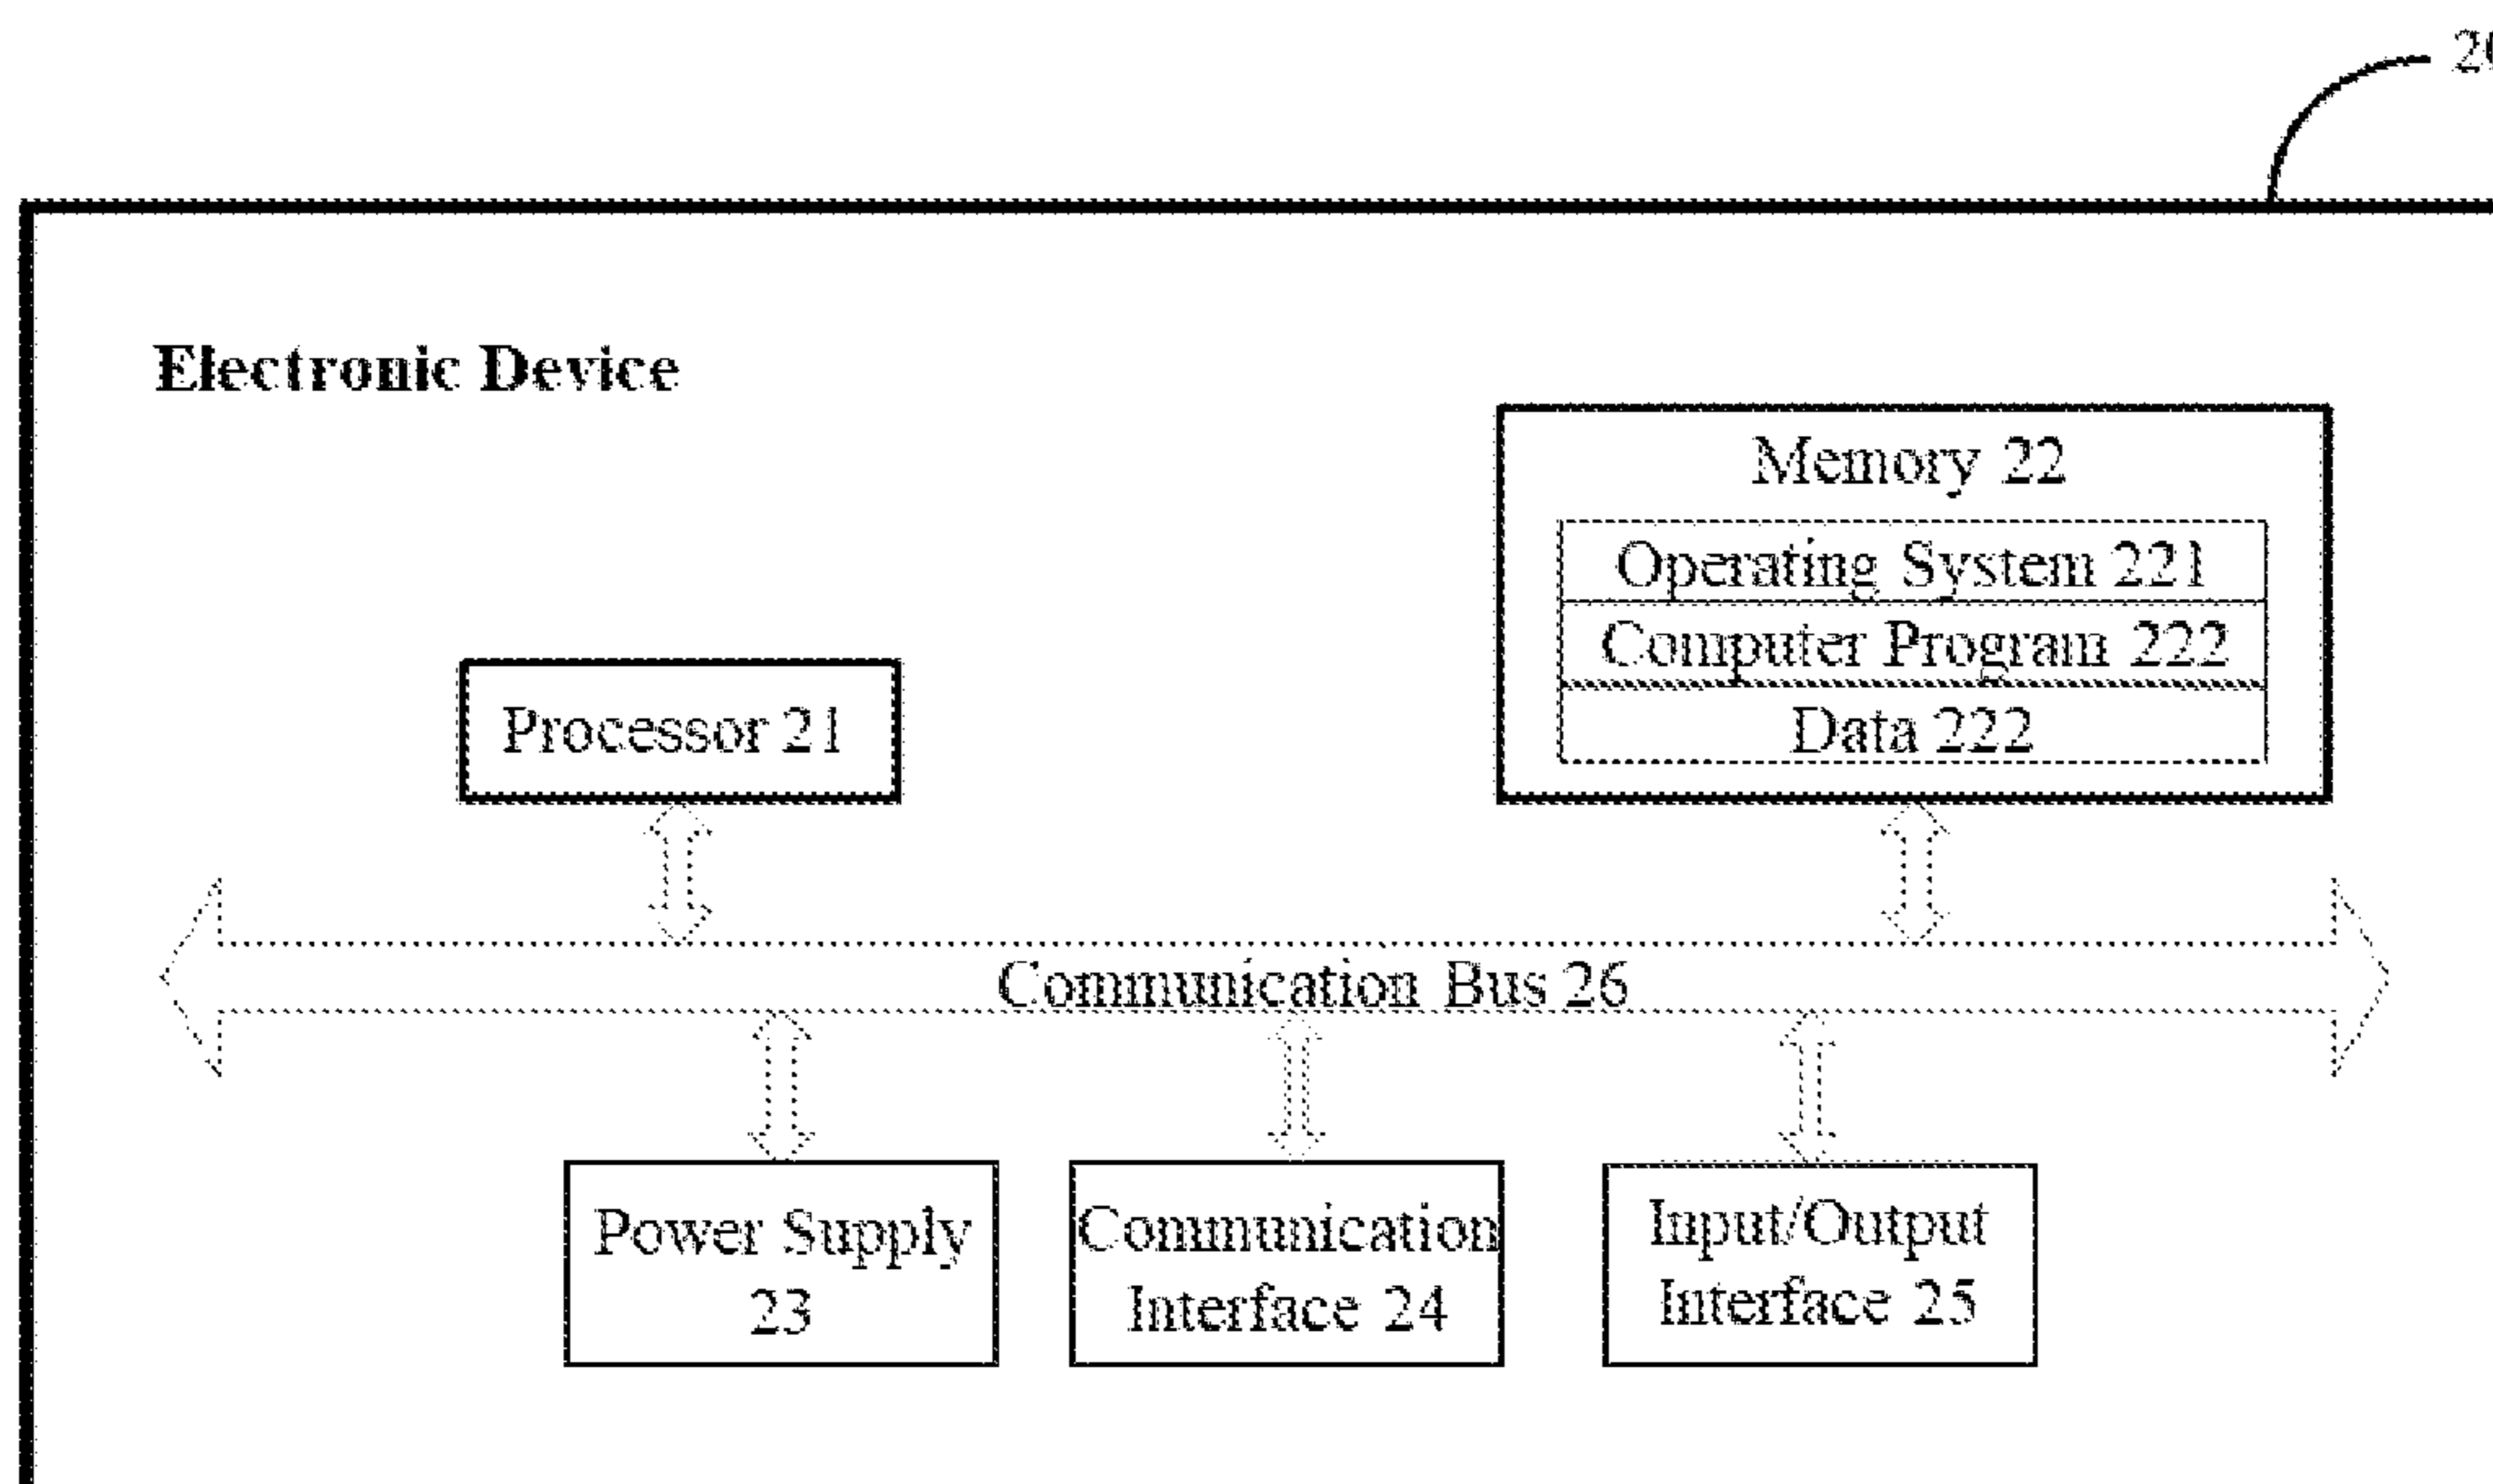 20
Electronic Device
Memory 22
Operating System 221
Computer Program 222
Data 222
Processor 21
Communication Bus 26
Power Supply
23
Communication
Interface 24
Input/Output
Interface 25